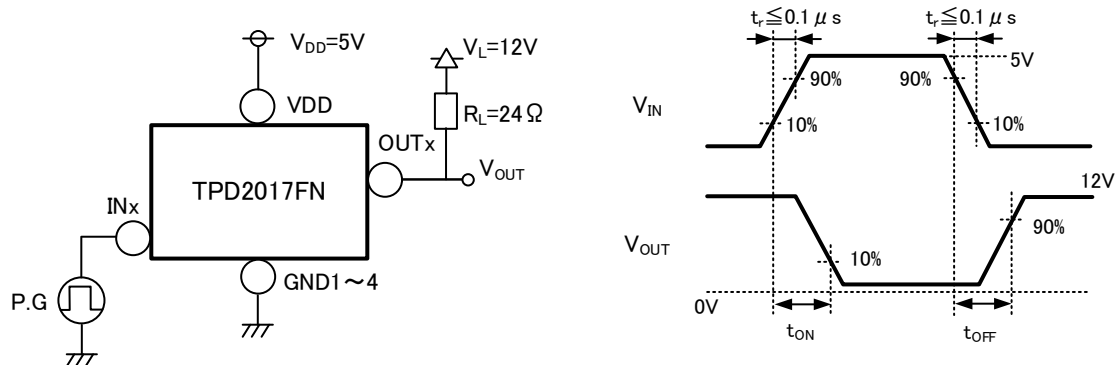 V_DD=5V
VDD
V_L=12V
R_L=24Ω
OUTx
V_OUT
TPD2017FN
INx
GND1～4
P.G
t_r≦0.1μs
t_r≦0.1μs
5V
90%
90%
V_IN
10%
10%
12V
90%
V_OUT
10%
0V
t_ON
t_OFF